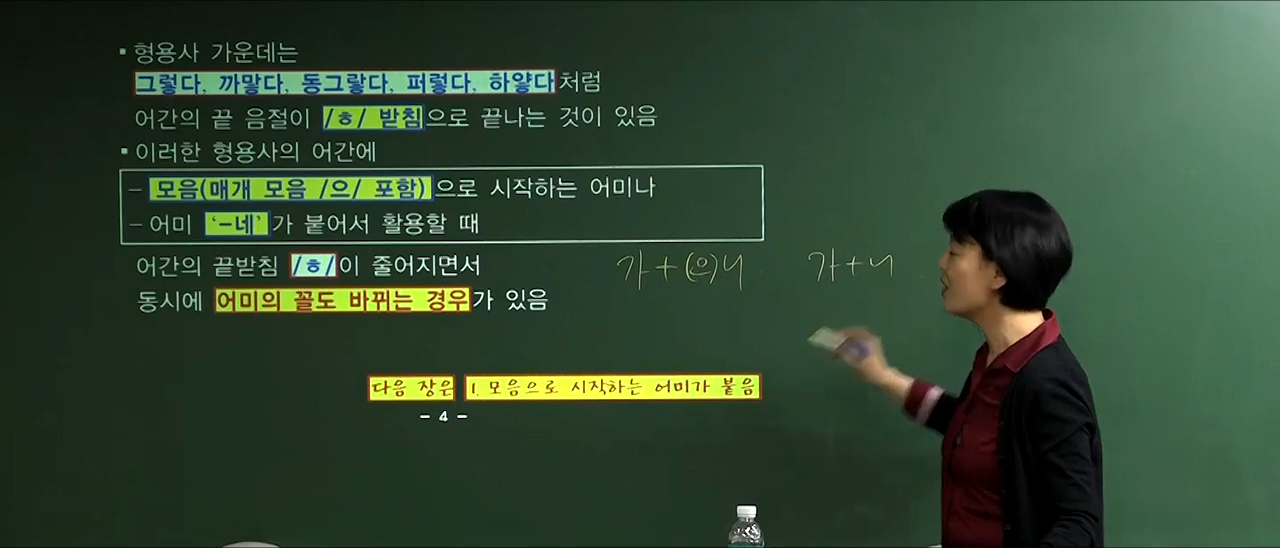 ▪ 형용사 가운데는
그렇다, 까맣다, 동그랗다, 퍼렇다, 하얗다처럼
어간의 끝 음절이 /ㅎ/ 받침으로 끝나는 것이 있음
▪ 이러한 형용사의 어간에
– 모음(매개 모음 /으/ 포함)으로 시작하는 어미나
– 어미 '–네'가 붙어서 활용할 때
어간의 끝받침 /ㅎ/이 줄어지면서
동시에 어미의 꼴도 바뀌는 경우가 있음
가+(으)니 가+니
다음 장은 1. 모음으로 시작하는 어미가 붙음
– 4 –